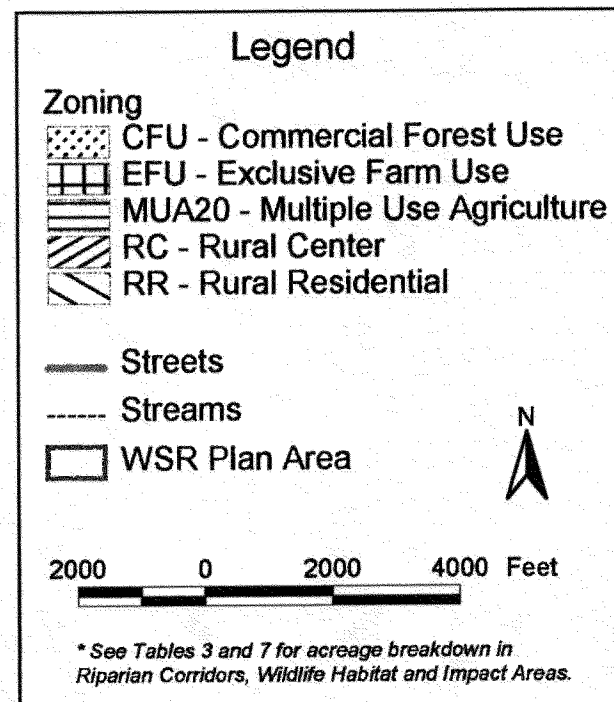 Legend
Zoning
CFU - Commercial Forest Use
EFU - Exclusive Farm Use
MUA20 - Multiple Use Agriculture
RC - Rural Center
RR - Rural Residential
Streets
Streams
WSR Plan Area
N
2000 0 2000 4000 Feet
* See Tables 3 and 7 for acreage breakdown in
Riparian Corridors, Wildlife Habitat and Impact Areas.